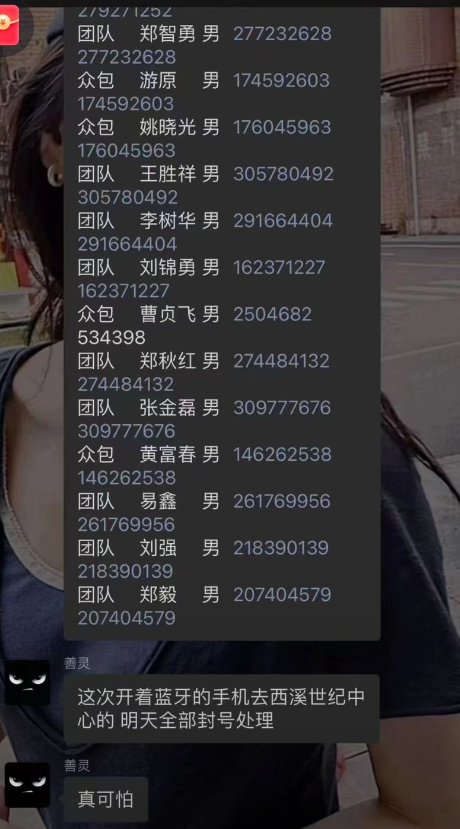 279271252
团队 郑智勇 男 277232628
277232628
众包 游原 男 174592603
174592603
众包 姚晓光 男 176045963
176045963
团队 王胜祥 男 305780492
305780492
团队 李树华 男 291664404
291664404
团队 刘锦勇 男 162371227
162371227
众包 曹贞飞 男 2504682
534398
团队 郑秋红 男 274484132
274484132
团队 张金磊 男 309777676
309777676
众包 黄富春 男 146262538
146262538
团队 易鑫 男 261769956
261769956
团队 刘强 男 218390139
218390139
团队 郑毅 男 207404579
207404579
善灵
这次开着蓝牙的手机去西溪世纪中
心的 明天全部封号处理
善灵
真可怕